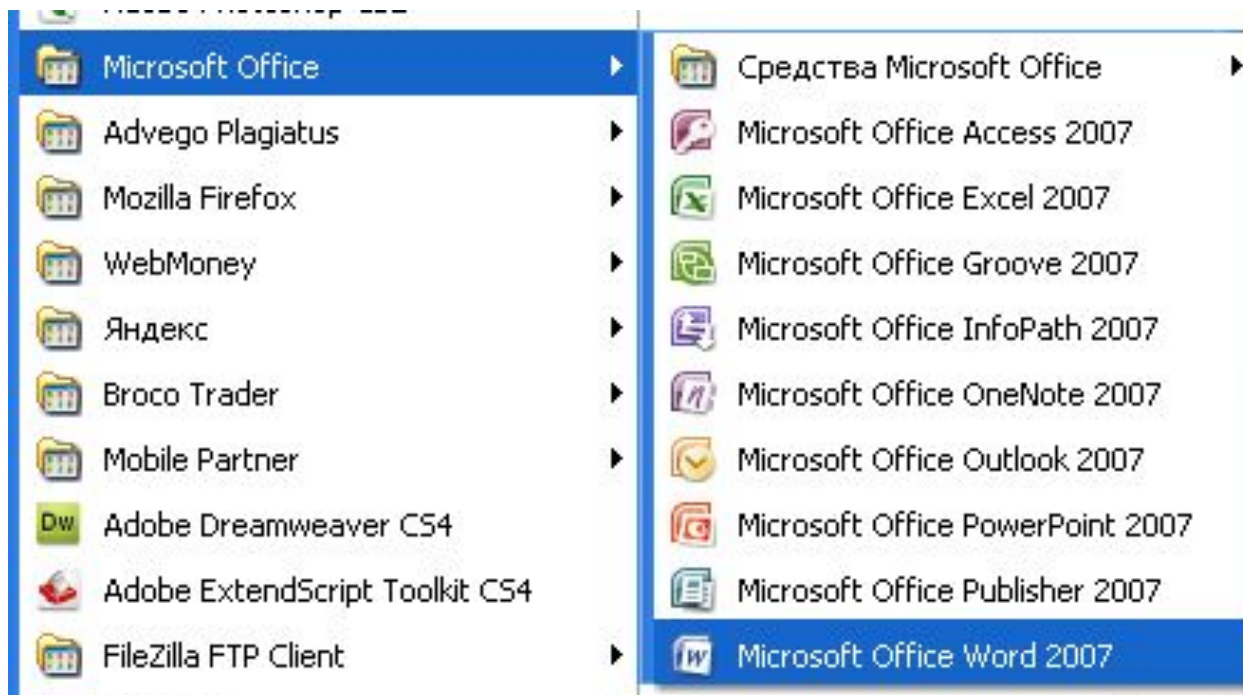 Microsoft Office
Advego Plagiatus
Mozilla Firefox
WebMoney
Яндекс
Broco Trader
Mobile Partner
Dw Adobe Dreamweaver CS4
Adobe ExtendScript Toolkit CS4
FileZilla FTP Client
Средства Microsoft Office
Microsoft Office Access 2007
Microsoft Office Excel 2007
Microsoft Office Groove 2007
Microsoft Office InfoPath 2007
Microsoft Office OneNote 2007
Microsoft Office Outlook 2007
Microsoft Office PowerPoint 2007
Microsoft Office Publisher 2007
Microsoft Office Word 2007